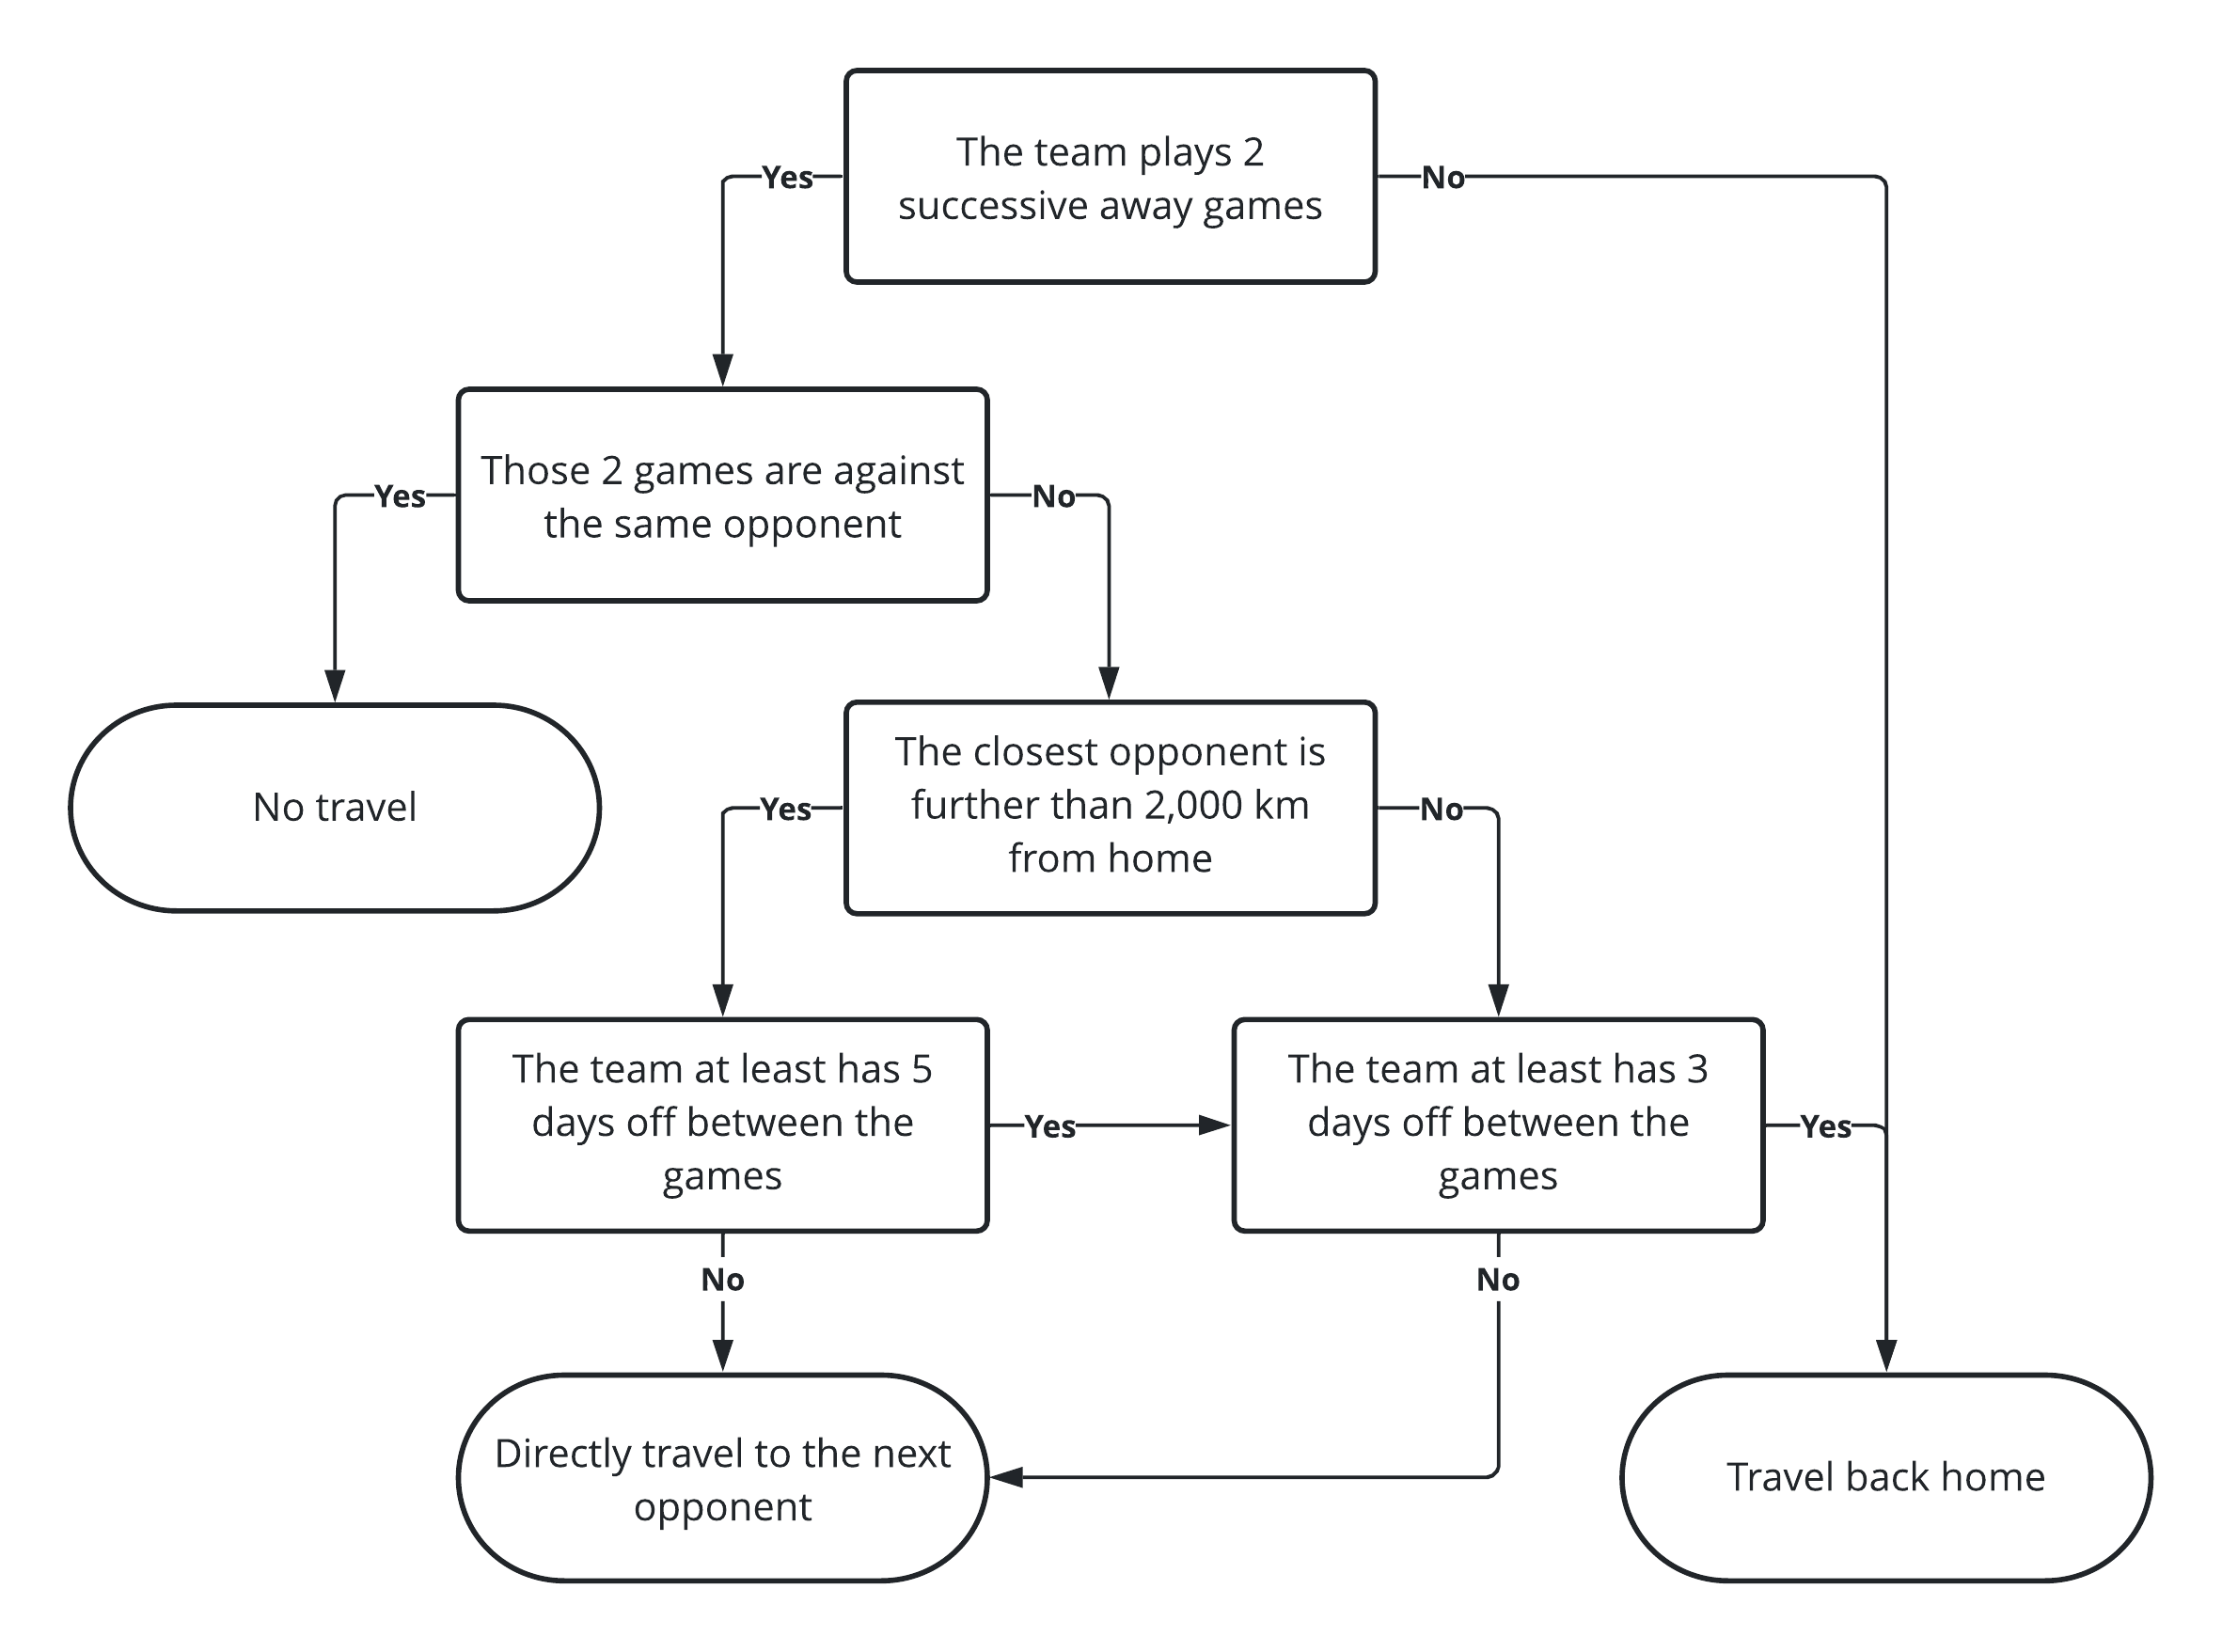 The team plays 2
successive away games
Yes
No
Those 2 games are against
the same opponent
Yes
No
No travel
The closest opponent is
further than 2,000 km
from home
Yes
No
The team at least has 5
days off between the
games
Yes
The team at least has 3
days off between the
games
Yes
No
No
Directly travel to the next
opponent
Travel back home